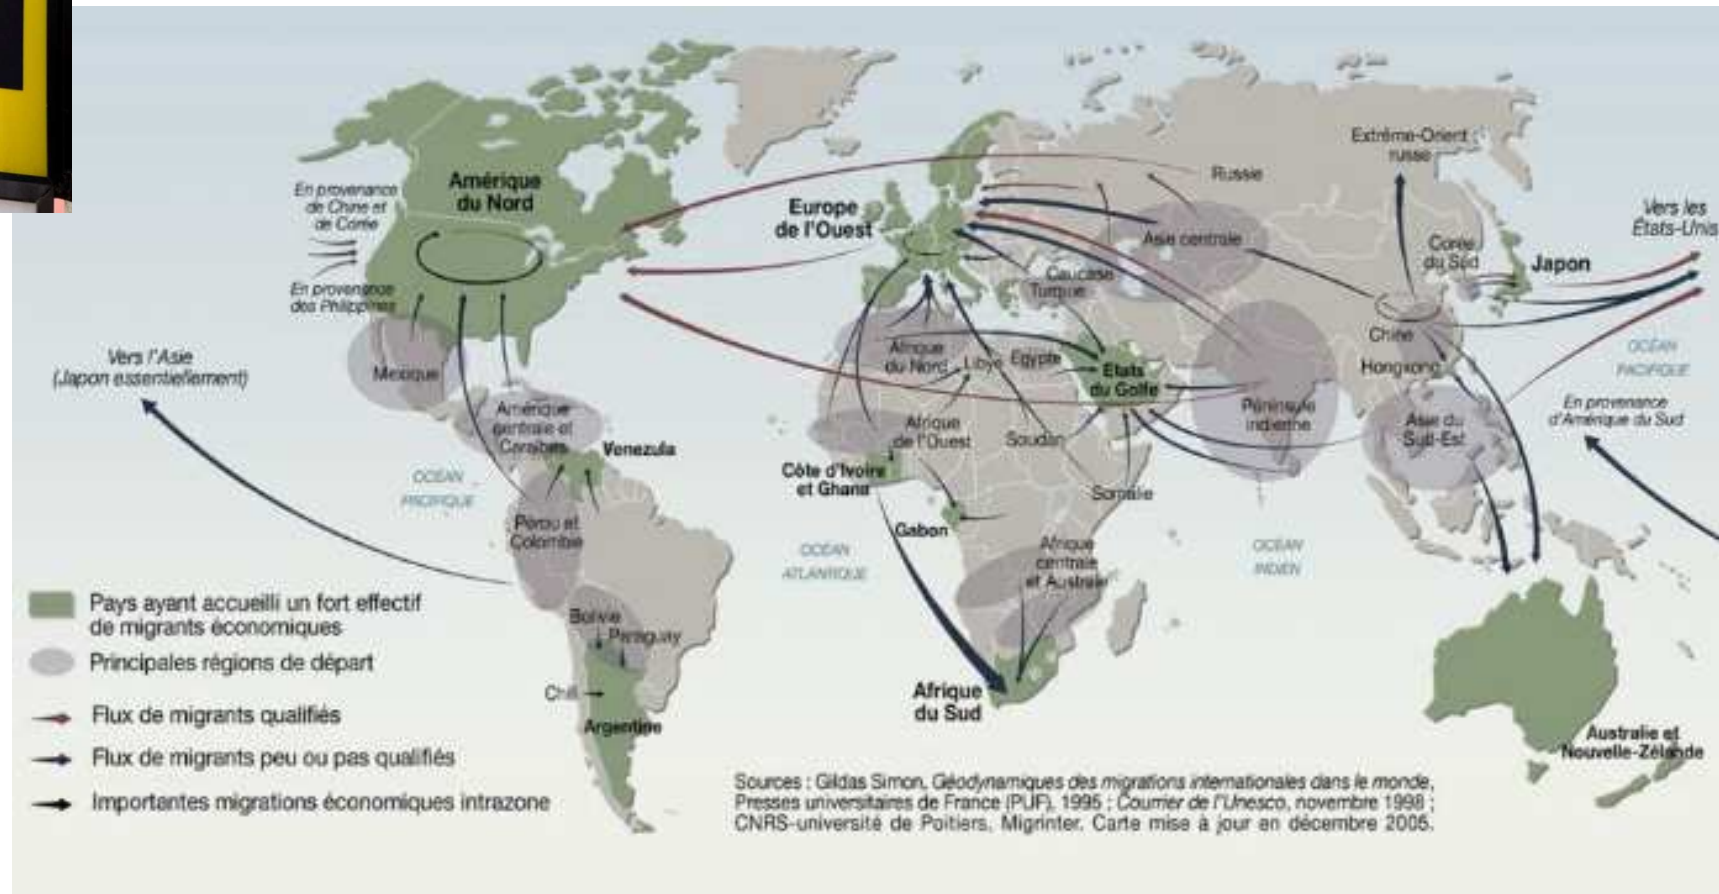 En provenance
de Chine et
de Corée
En provenance
des Philippines
Amérique
du Nord
Vers l'Asie
(Japon essentiellement)
Mexique
Amérique
centrale et
Caraïbes
Venezula
OCÉAN
PACIFIQUE
Pérou et
Colombie
Bolivie
Paraguay
Chili
Argentine
Europe
de l'Ouest
Russie
Extrême-Orient
russe
Asie centrale
Caucase
Turquie
Corée
du Sud
Japon
Vers les
États-Unis
Chine
Hongkong
OCÉAN
PACIFIQUE
En provenance
d'Amérique du Sud
Afrique
du Nord
Libye
Egypte
Etats
du Golfe
Péninsule
indienne
Asie du
Sud-Est
Afrique
de l'Ouest
Soudan
Côte d'Ivoire
et Ghana
Somalie
Gabon
OCÉAN
ATLANTIQUE
OCÉAN
INDIEN
Afrique
centrale
et Australe
Afrique
du Sud
Australie et
Nouvelle-Zélande
Pays ayant accueilli un fort effectif
de migrants économiques
Principales régions de départ
Flux de migrants qualifiés
Flux de migrants peu ou pas qualifiés
Importantes migrations économiques intrazone
Sources : Gildas Simon, Géodynamiques des migrations internationales dans le monde,
Presses universitaires de France (PUF), 1995 ; Courrier de l'Unesco, novembre 1998 ;
CNRS-université de Poitiers, Migrinter. Carte mise à jour en décembre 2005.